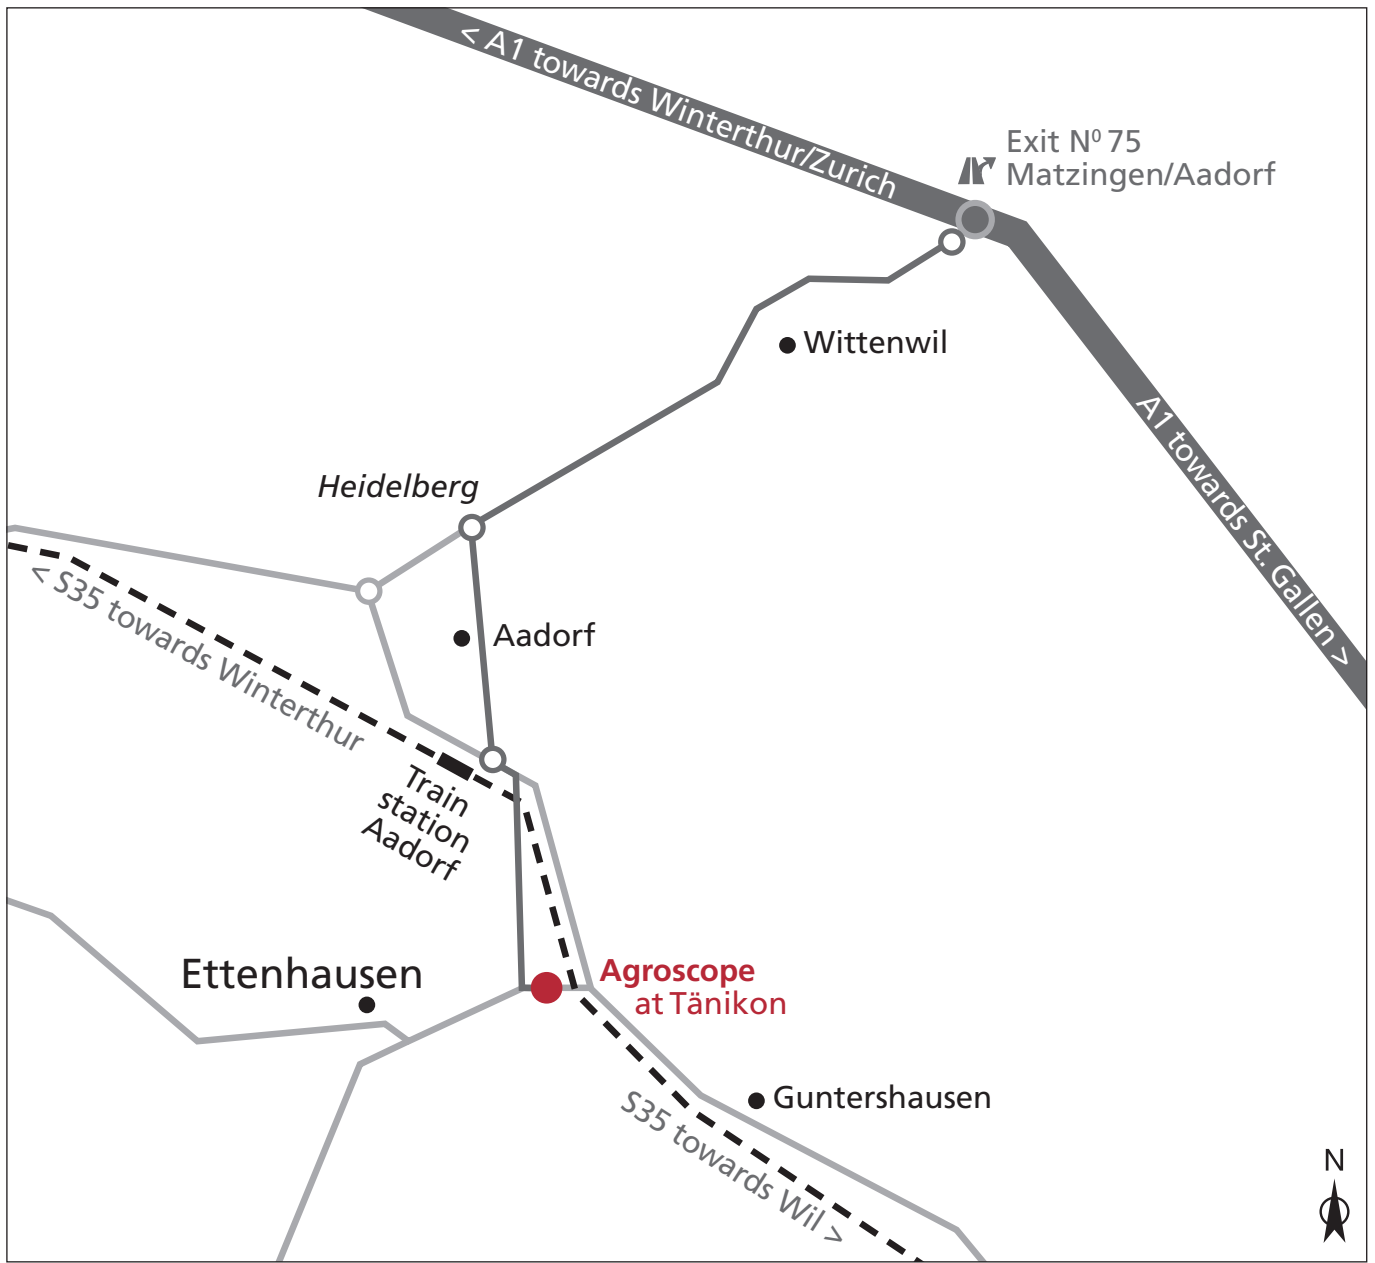 < A1 towards Winterthur/Zurich
Exit Nº 75
Matzingen/Aadorf
Wittenwil
A1 towards St. Gallen >
Heidelberg
< S35 towards Winterthur
Aadorf
Train
station
Aadorf
Ettenhausen
Agroscope
at Tänikon
Guntershausen
S35 towards Wil >
N